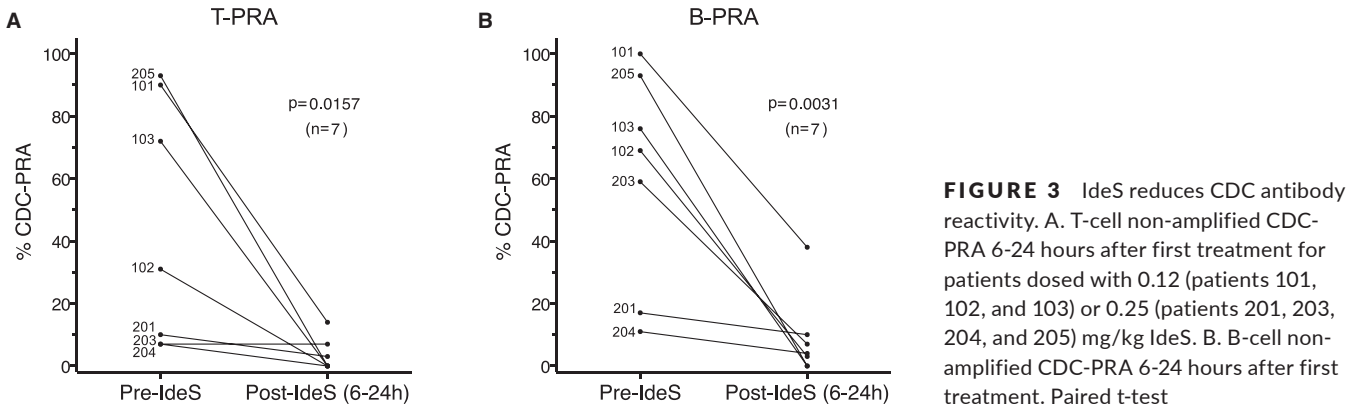 A
T-PRA
100
80
60
40
20
0
% CDC-PRA
205
101
103
102
201
203
204
p=0.0157
(n=7)
Pre-IdeS
Post-IdeS (6-24h)
B
B-PRA
100
80
60
40
20
0
% CDC-PRA
101
205
103
102
203
201
204
p=0.0031
(n=7)
Pre-IdeS
Post-IdeS (6-24h)
FIGURE 3 IdeS reduces CDC antibody
reactivity. A. T-cell non-amplified CDC-
PRA 6-24 hours after first treatment for
patients dosed with 0.12 (patients 101,
102, and 103) or 0.25 (patients 201, 203,
204, and 205) mg/kg IdeS. B. B-cell non-
amplified CDC-PRA 6-24 hours after first
treatment. Paired t-test